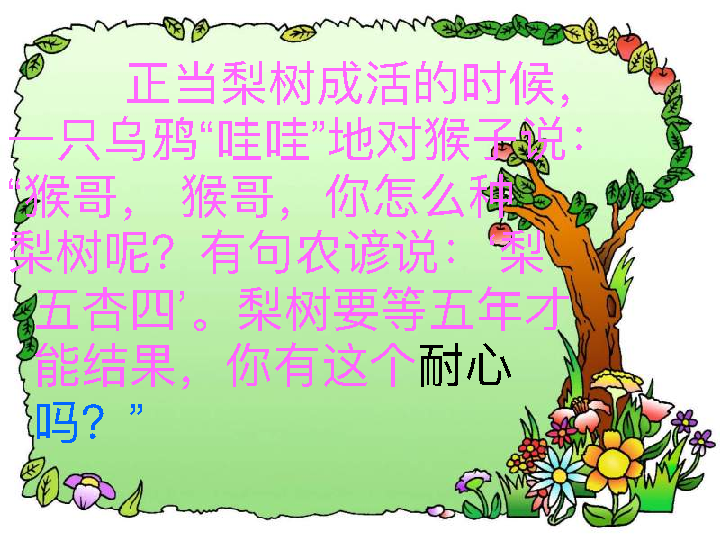 正当梨树成活的时候，
一只乌鸦“哇哇”地对猴子说：
“猴哥， 猴哥， 你怎么种
梨树呢？有句农谚说：‘梨
五杏四’。梨树要等五年才
能结果， 你有这个耐心
吗？”